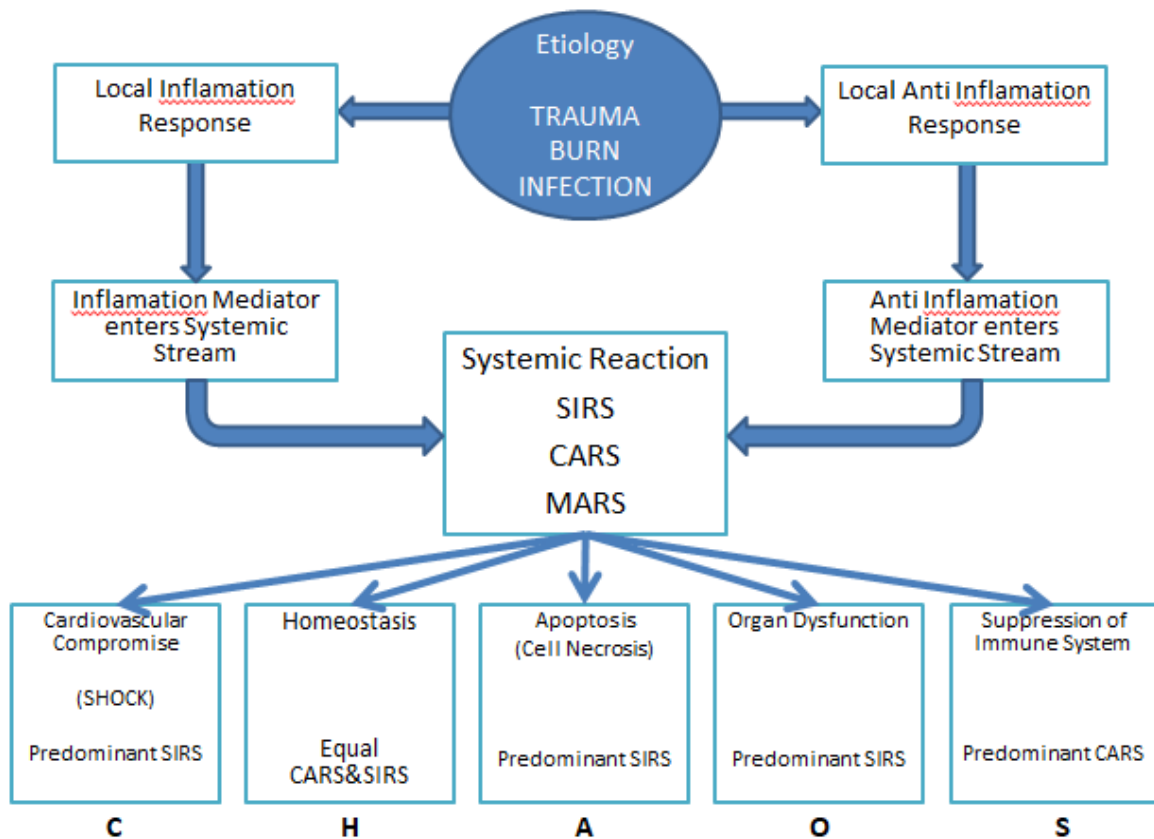 Etiology
TRAUMA
BURN
INFECTION
Local Inflamation
Response
Local Anti Inflamation
Response
Inflamation Mediator
enters Systemic
Stream
Anti Inflamation
Mediator enters
Systemic Stream
Systemic Reaction
SIRS
CARS
MARS
Cardiovascular
Compromise
(SHOCK)
Predominant SIRS
Homeostasis
Equal
CARS&SIRS
Apoptosis
(Cell Necrosis)
Predominant SIRS
Organ Dysfunction
Predominant SIRS
Suppression of
Immune System
Predominant CARS
C H A O S